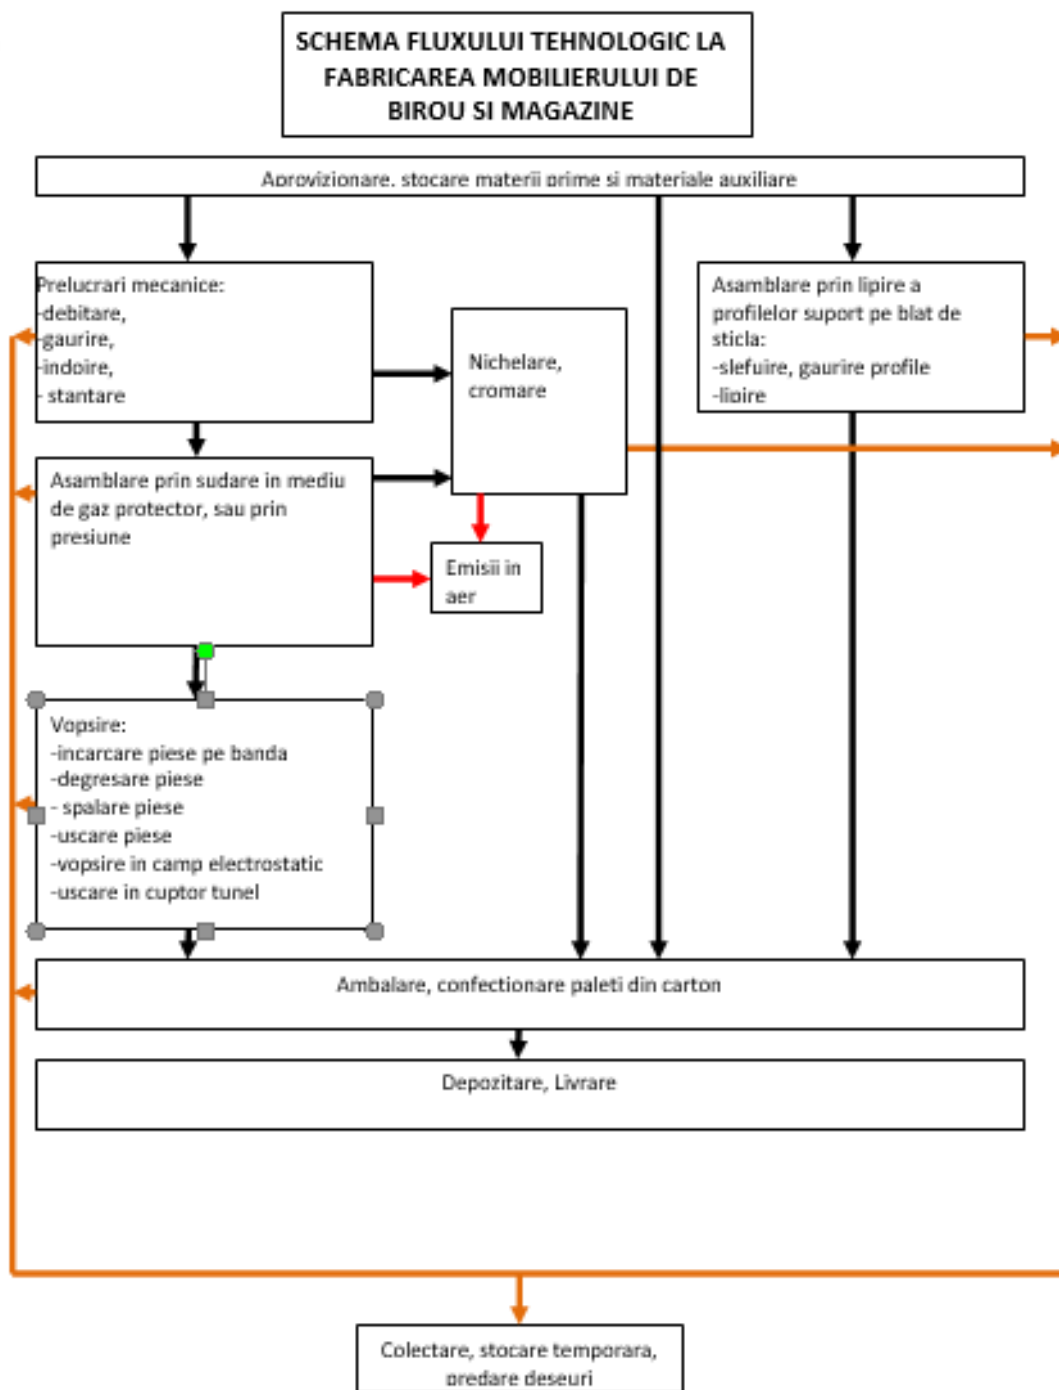 SCHEMA FLUXULUI TEHNOLOGIC LA
FABRICAREA MOBILIERULUI DE
BIROU SI MAGAZINE
Aprovizionare, stocare materii prime si materiale auxiliare
Prelucrari mecanice:
-debitare,
-gaurire,
-indoire,
- stantare
Nichelare,
cromare
Asamblare prin lipire a
profilelor suport pe blat de
sticla:
-slefuire, gaurire profile
-lipire
Asamblare prin sudare in mediu
de gaz protector, sau prin
presiune
Emisii in
aer
Vopsire:
-incarcare piese pe banda
-degresare piese
- spalare piese
-uscare piese
-vopsire in camp electrostatic
-uscare in cuptor tunel
Ambalare, confectionare paleti din carton
Depozitare, Livrare
Colectare, stocare temporara,
predare deseuri